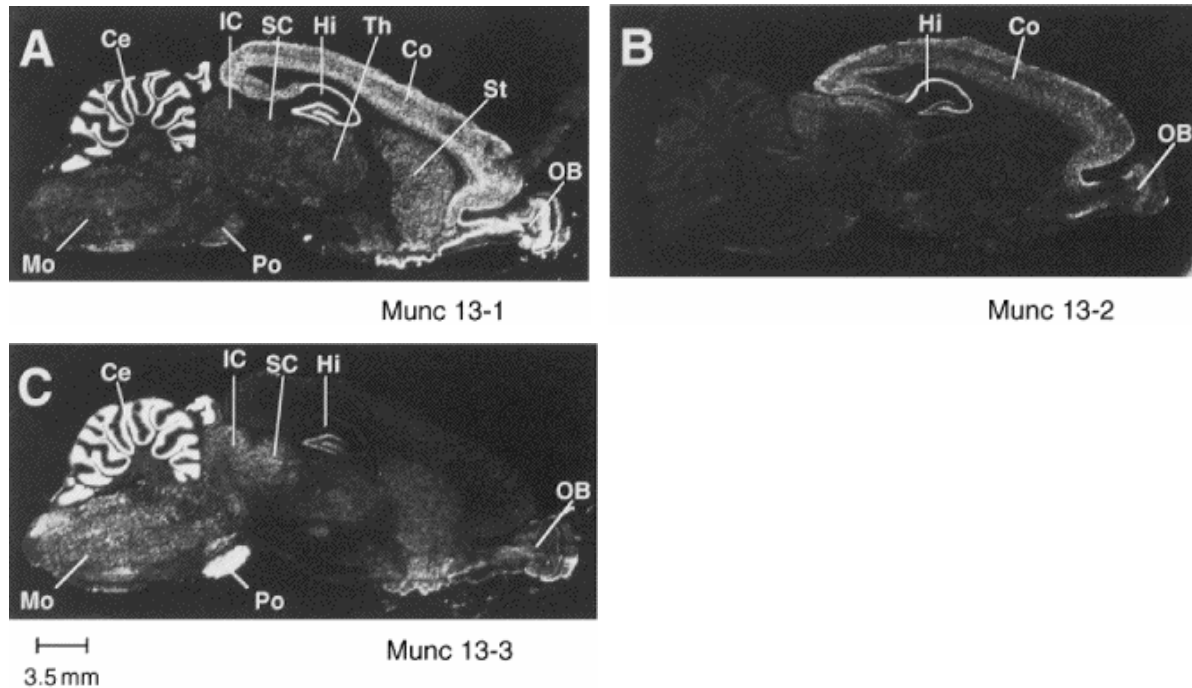 A
Ce
IC
SC
Hi
Th
Co
St
OB
Mo
Po
Munc 13-1
B
Hi
Co
OB
Munc 13-2
C
Ce
IC
SC
Hi
OB
Mo
Po
Munc 13-3
3.5 mm